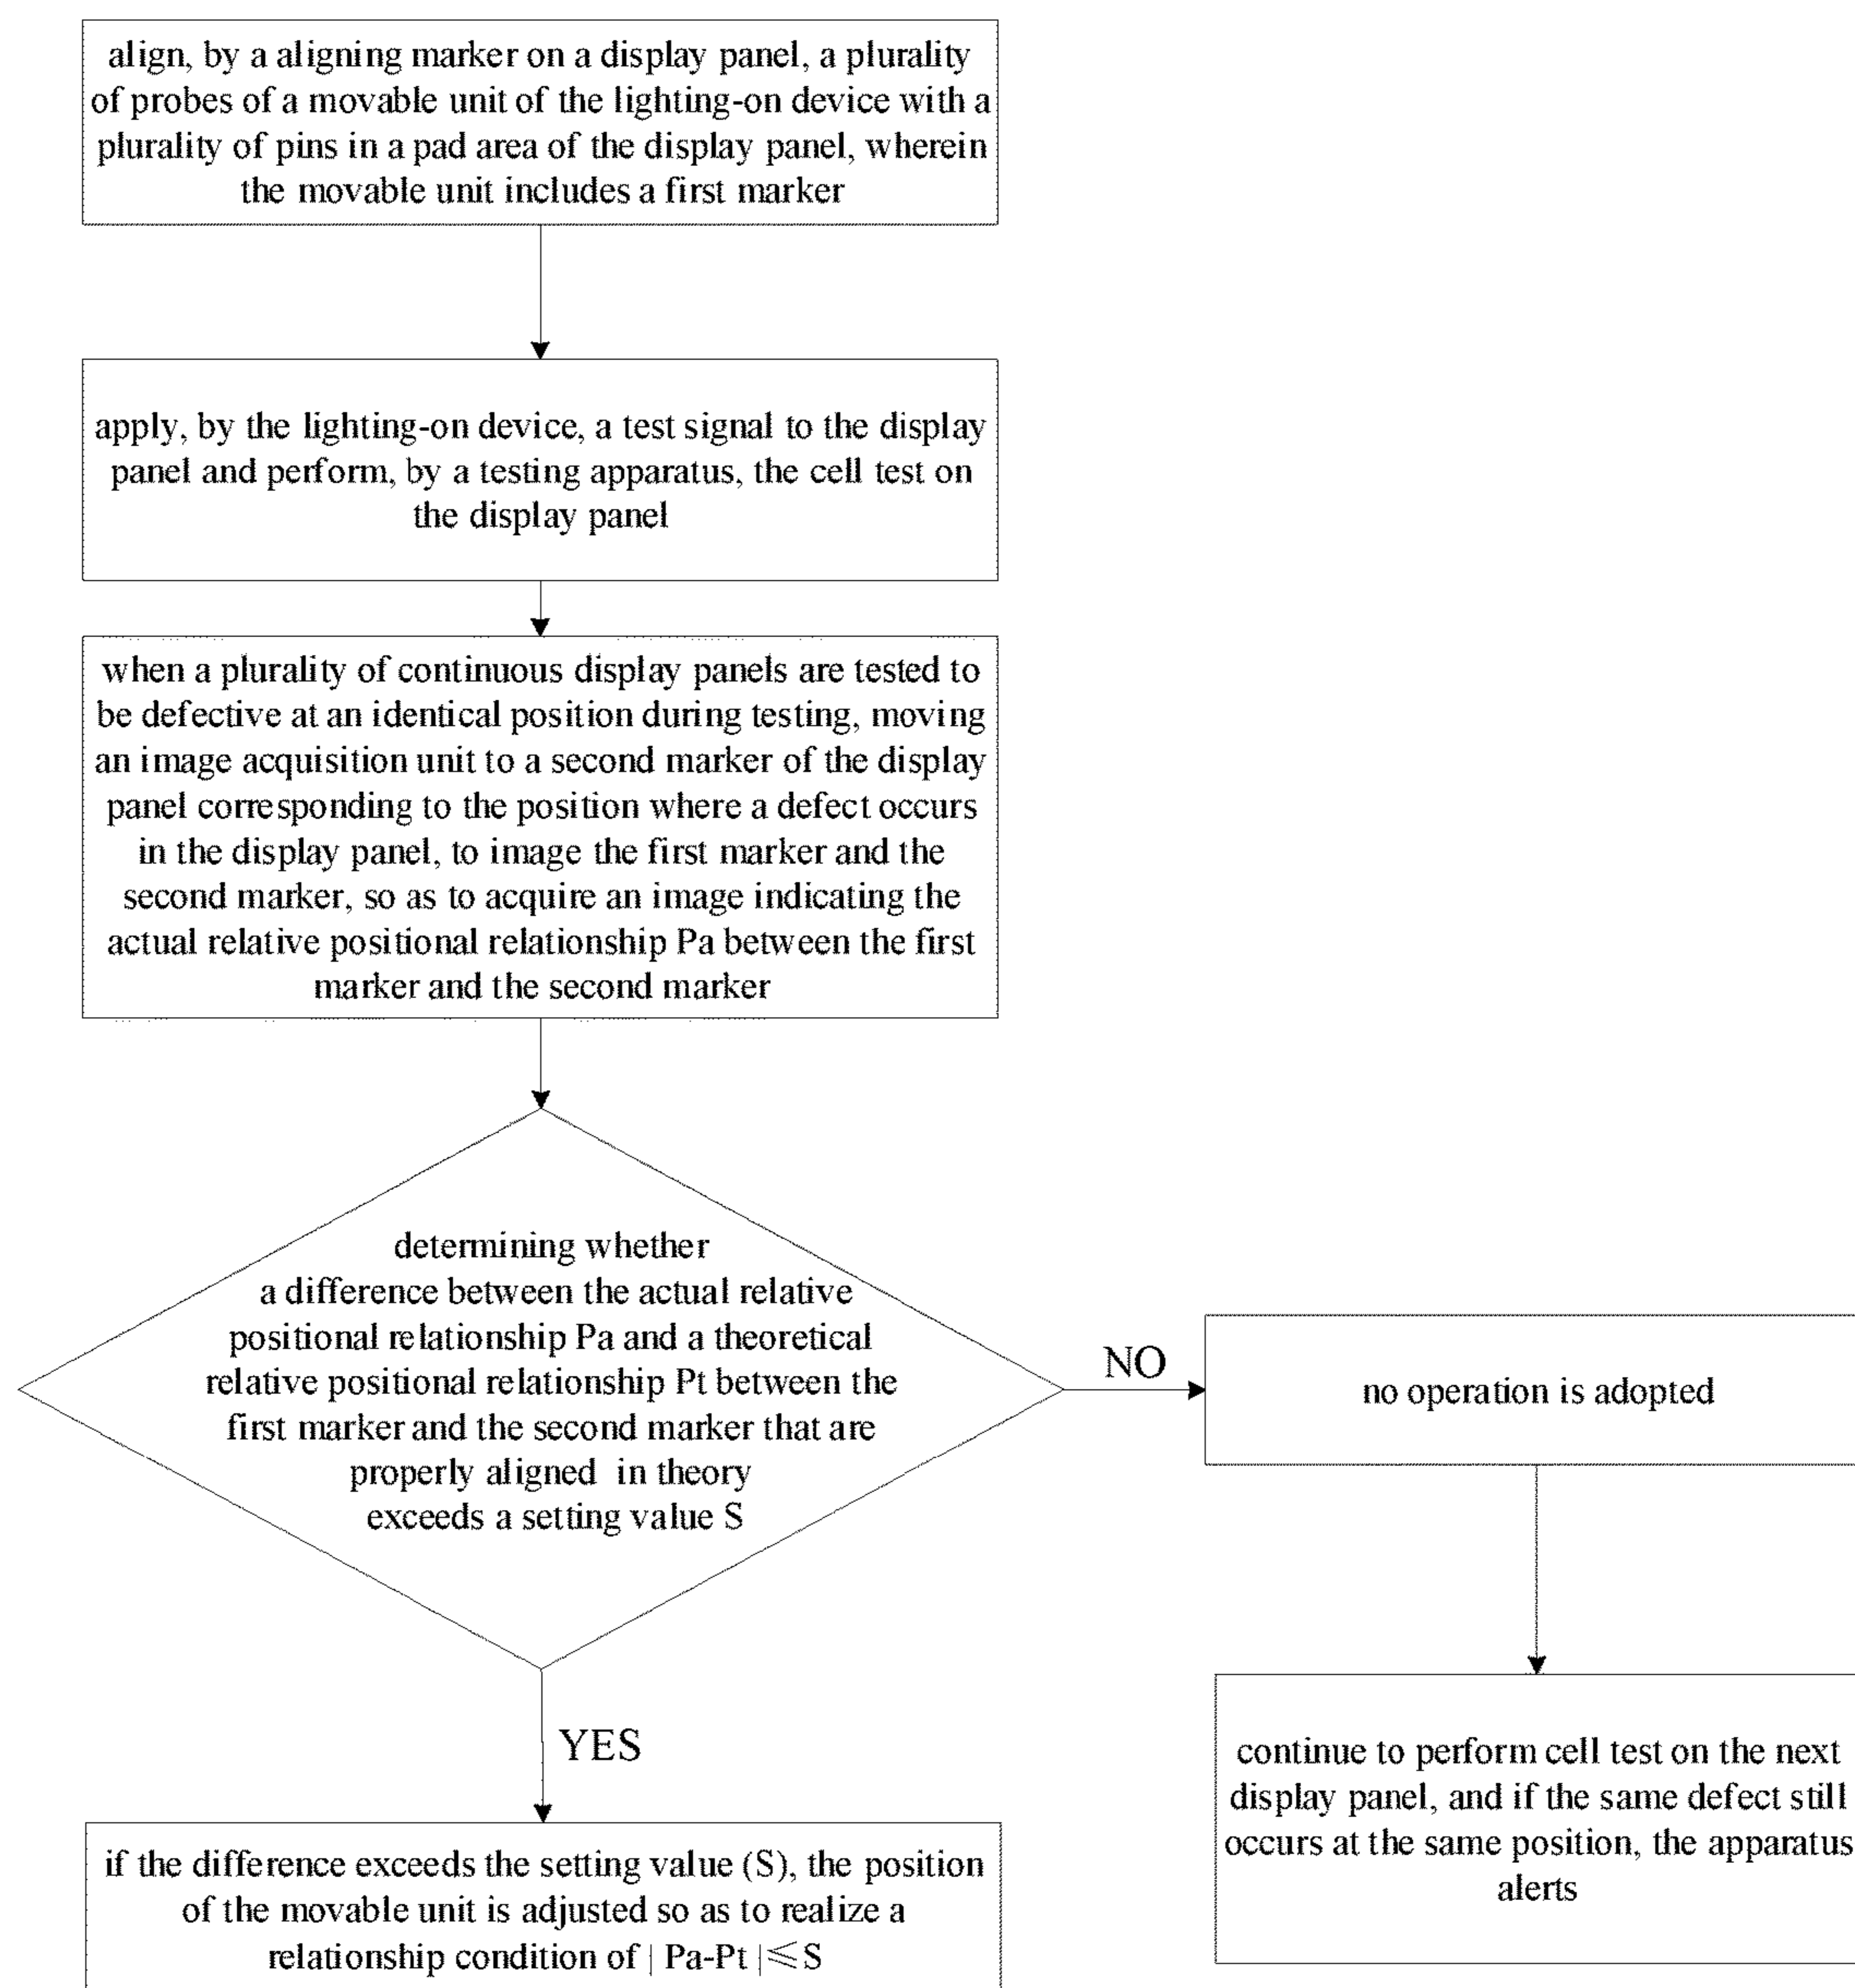 align, by a aligning marker on a display panel, a plurality
of probes of a movable unit of the lighting-on device with a
plurality of pins in a pad area of the display panel, wherein
the movable unit includes a first marker
apply, by the lighting-on device, a test signal to the display
panel and perform, by a testing apparatus, the cell test on
the display panel
when a plurality of continuous display panels are tested to
be defective at an identical position during testing, moving
an image acquisition unit to a second marker of the display
panel corresponding to the position where a defect occurs
in the display panel, to image the first marker and the
second marker, so as to acquire an image indicating the
actual relative positional relationship Pa between the first
marker and the second marker
determining whether
a difference between the actual relative
positional relationship Pa and a theoretical
relative positional relationship Pt between the
first marker and the second marker that are
properly aligned in theory
exceeds a setting value S
NO
no operation is adopted
YES
continue to perform cell test on the next
display panel, and if the same defect still
occurs at the same position, the apparatus
alerts
if the difference exceeds the setting value (S), the position
of the movable unit is adjusted so as to realize a
relationship condition of | Pa-Pt |≤S